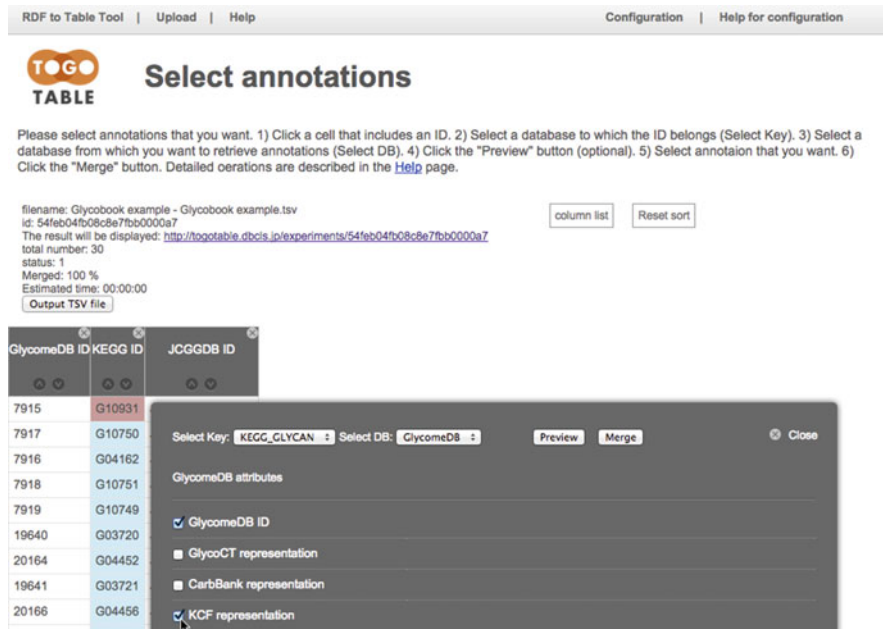 RDF to Table Tool | Upload | Help Configuration | Help for configuration
TOGO
TABLE
Select annotations
Please select annotations that you want. 1) Click a cell that includes an ID. 2) Select a database to which the ID belongs (Select Key). 3) Select a
database from which you want to retrieve annotations (Select DB). 4) Click the "Preview" button (optional). 5) Select annotaion that you want. 6)
Click the "Merge" button. Detailed oerations are described in the Help page.
filename: Glycobook example - Glycobook example.tsv
id: 54feb04fb08c8e7fbb0000a7
The result will be displayed: http://togotable.dbcls.jp/experiments/54feb04fb08c8e7fbb0000a7
total number: 30
status: 1
Merged: 100 %
Estimated time: 00:00:00
Output TSV file
column list Reset sort
GlycomeDB ID KEGG ID JCGGDB ID
7915 G10931
7917 G10750
7916 G04162
7918 G10751
7919 G10749
19640 G03720
20164 G04452
19641 G03721
20166 G04456
Select Key: KEGG_GLYCAN Select DB: GlycomeDB Preview Merge Close
GlycomeDB attributes
GlycomeDB ID
GlycoCT representation
CarbBank representation
KCF representation